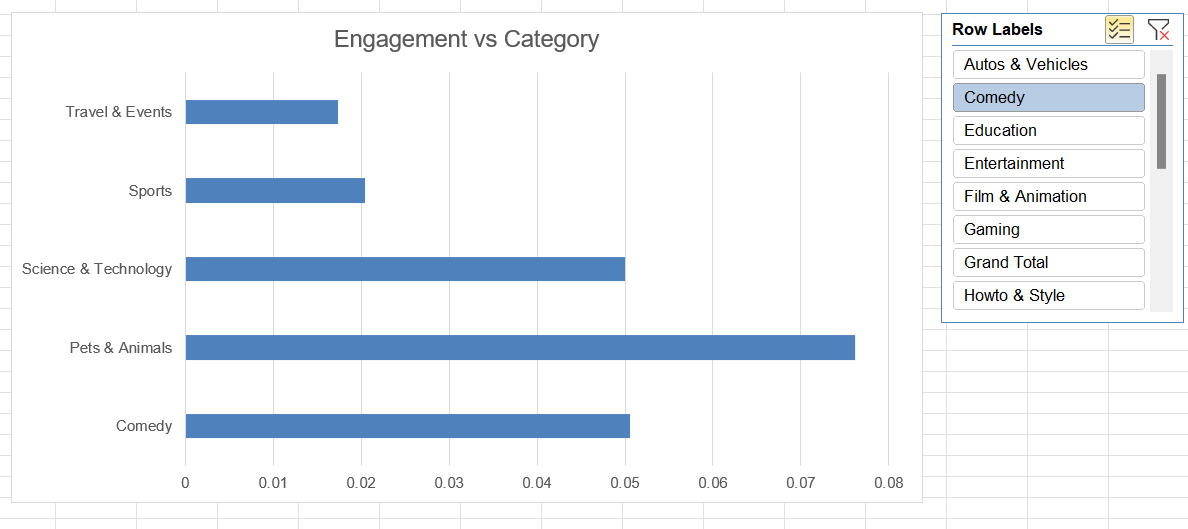 Engagement vs Category
Travel & Events
Sports
Science & Technology
Pets & Animals
Comedy
0 0.01 0.02 0.03 0.04 0.05 0.06 0.07 0.08
Row Labels
Autos & Vehicles
Comedy
Education
Entertainment
Film & Animation
Gaming
Grand Total
Howto & Style